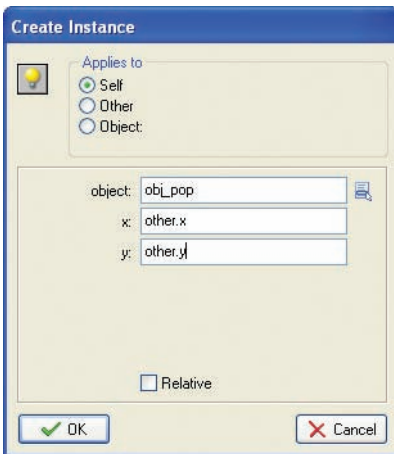 Create Instance
Applies to
Self
Other
Object:
object: obj_pop
x: other.x
y: other.y
Relative
OK Cancel